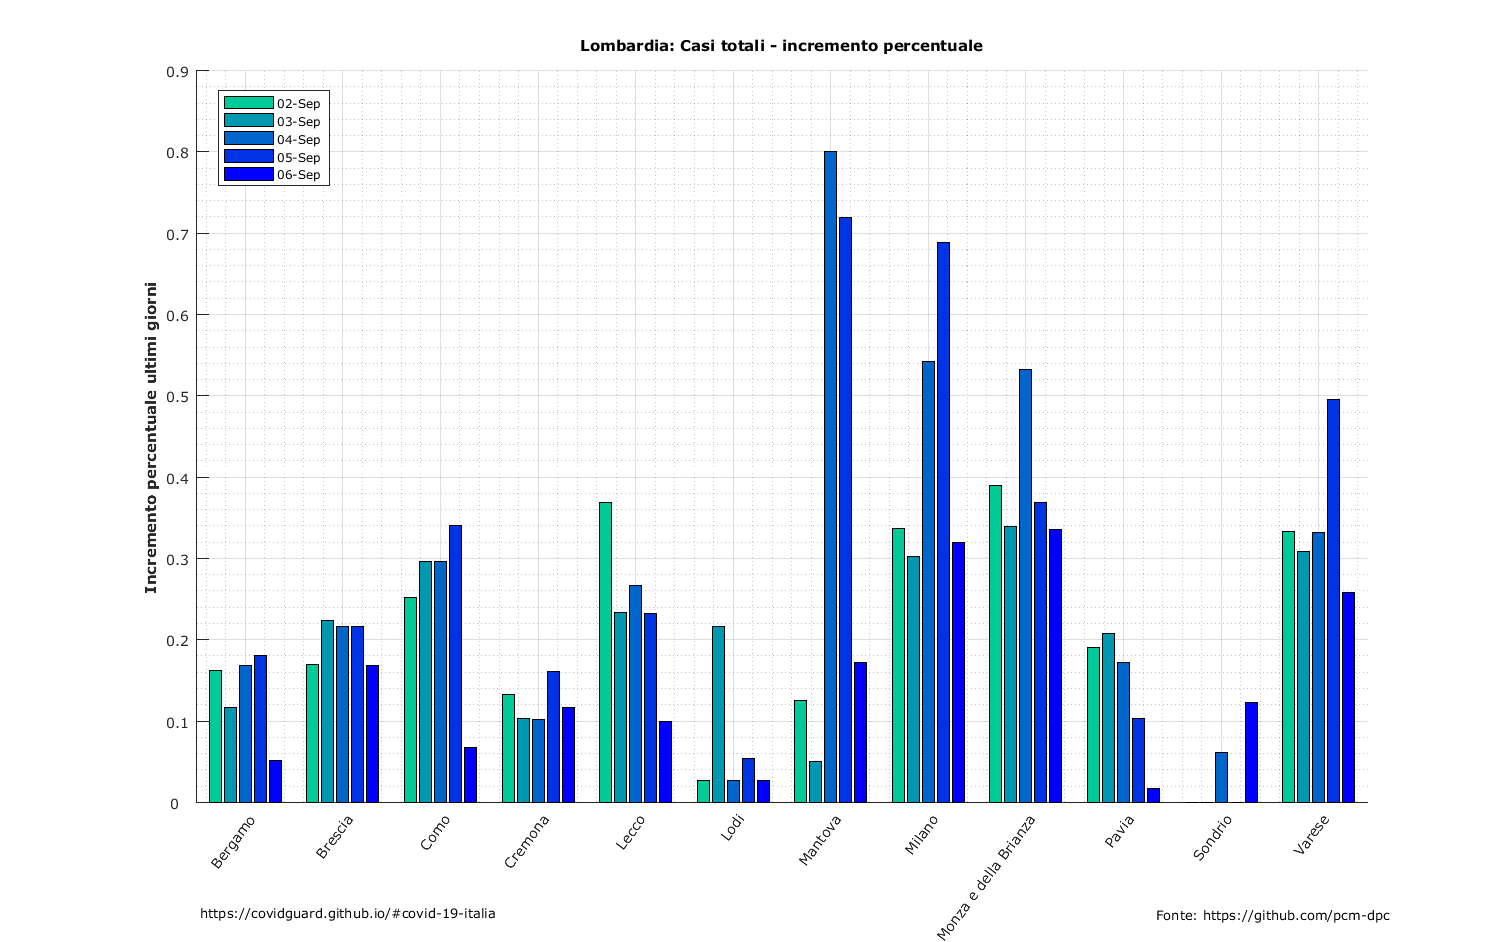 Lombardia: Casi totali - incremento percentuale
0.9
0.8
0.7
0.6
0.5
0.4
0.3
0.2
0.1
0
Incremento percentuale ultimi giorni
02-Sep
03-Sep
04-Sep
05-Sep
06-Sep
Bergamo
Brescia
Como
Cremona
Lecco
Lodi
Mantova
Milano
Monza e della Brianza
Pavia
Sondrio
Varese
https://covidguard.github.io/#covid-19-italia
Fonte: https://github.com/pcm-dpc